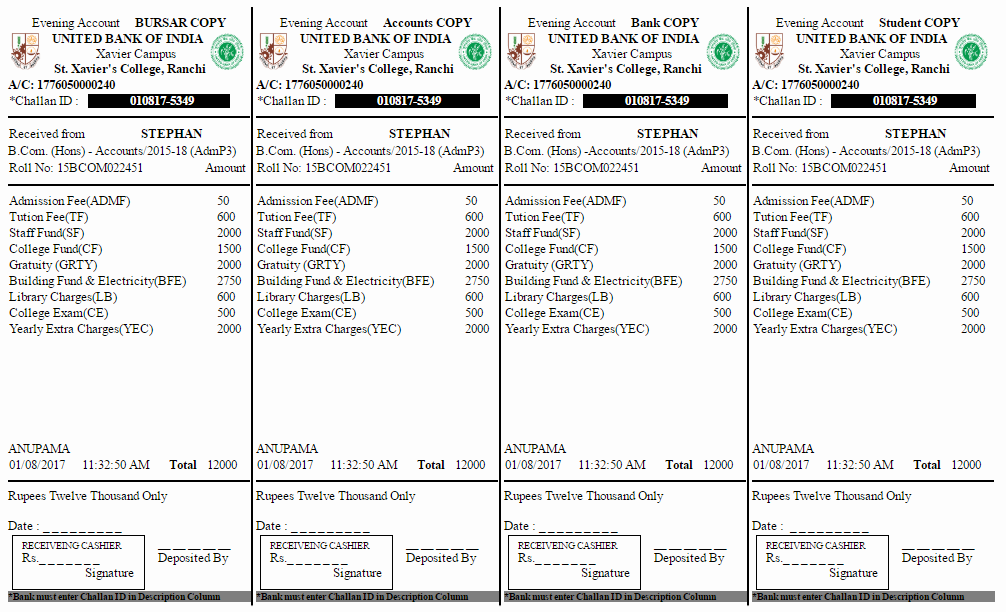 Evening Account BURSAR COPY
UNITED BANK OF INDIA
Xavier Campus
St. Xavier's College, Ranchi
A/C: 1776050000240
*Challan ID : 010817-5349
Received from STEPHAN
B.Com. (Hons) - Accounts/2015-18 (AdmP3)
Roll No: 15BCOM022451 Amount
Admission Fee(ADMF) 50
Tution Fee(TF) 600
Staff Fund(SF) 2000
College Fund(CF) 1500
Gratuity (GRTY) 2000
Building Fund & Electricity(BFE) 2750
Library Charges(LB) 600
College Exam(CE) 500
Yearly Extra Charges(YEC) 2000
ANUPAMA
01/08/2017 11:32:50 AM Total 12000
Rupees Twelve Thousand Only
Date : _ _ _ _ _ _ _ _ _
RECEIVEING CASHIER
Rs._ _ _ _ _ _ _
Signature
__ __ __ __ __
Deposited By
*Bank must enter Challan ID in Description Column
Evening Account Accounts COPY
UNITED BANK OF INDIA
Xavier Campus
St. Xavier's College, Ranchi
A/C: 1776050000240
*Challan ID : 010817-5349
Received from STEPHAN
B.Com. (Hons) - Accounts/2015-18 (AdmP3)
Roll No: 15BCOM022451 Amount
Admission Fee(ADMF) 50
Tution Fee(TF) 600
Staff Fund(SF) 2000
College Fund(CF) 1500
Gratuity (GRTY) 2000
Building Fund & Electricity(BFE) 2750
Library Charges(LB) 600
College Exam(CE) 500
Yearly Extra Charges(YEC) 2000
ANUPAMA
01/08/2017 11:32:50 AM Total 12000
Rupees Twelve Thousand Only
Date : _ _ _ _ _ _ _ _ _
RECEIVEING CASHIER
Rs._ _ _ _ _ _ _
Signature
__ __ __ __ __
Deposited By
*Bank must enter Challan ID in Description Column
Evening Account Bank COPY
UNITED BANK OF INDIA
Xavier Campus
St. Xavier's College, Ranchi
A/C: 1776050000240
*Challan ID : 010817-5349
Received from STEPHAN
B.Com. (Hons) - Accounts/2015-18 (AdmP3)
Roll No: 15BCOM022451 Amount
Admission Fee(ADMF) 50
Tution Fee(TF) 600
Staff Fund(SF) 2000
College Fund(CF) 1500
Gratuity (GRTY) 2000
Building Fund & Electricity(BFE) 2750
Library Charges(LB) 600
College Exam(CE) 500
Yearly Extra Charges(YEC) 2000
ANUPAMA
01/08/2017 11:32:50 AM Total 12000
Rupees Twelve Thousand Only
Date : _ _ _ _ _ _ _ _ _
RECEIVEING CASHIER
Rs._ _ _ _ _ _ _
Signature
__ __ __ __ __
Deposited By
*Bank must enter Challan ID in Description Column
Evening Account Student COPY
UNITED BANK OF INDIA
Xavier Campus
St. Xavier's College, Ranchi
A/C: 1776050000240
*Challan ID : 010817-5349
Received from STEPHAN
B.Com. (Hons) - Accounts/2015-18 (AdmP3)
Roll No: 15BCOM022451 Amount
Admission Fee(ADMF) 50
Tution Fee(TF) 600
Staff Fund(SF) 2000
College Fund(CF) 1500
Gratuity (GRTY) 2000
Building Fund & Electricity(BFE) 2750
Library Charges(LB) 600
College Exam(CE) 500
Yearly Extra Charges(YEC) 2000
ANUPAMA
01/08/2017 11:32:50 AM Total 12000
Rupees Twelve Thousand Only
Date : _ _ _ _ _ _ _ _ _
RECEIVEING CASHIER
Rs._ _ _ _ _ _ _
Signature
__ __ __ __ __
Deposited By
*Bank must enter Challan ID in Description Column